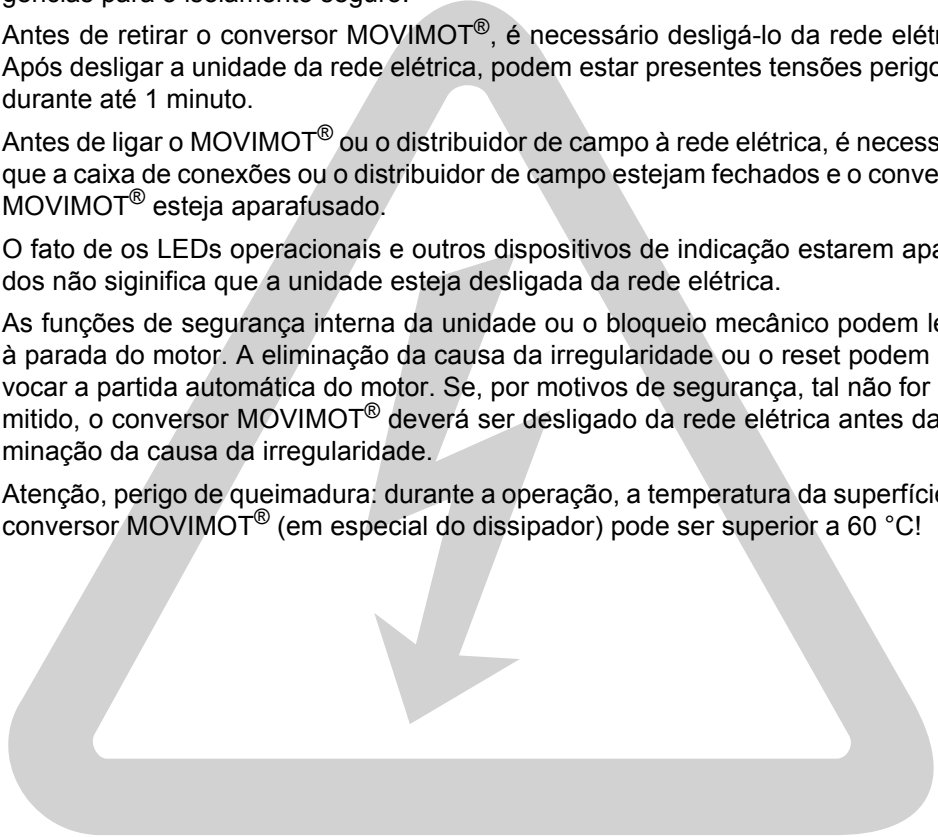 gências para o isolamento seguro.
Antes de retirar o conversor MOVIMOT®, é necessário desligá-lo da rede elétr
Após desligar a unidade da rede elétrica, podem estar presentes tensões perigo
durante até 1 minuto.
Antes de ligar o MOVIMOT® ou o distribuidor de campo à rede elétrica, é necess
que a caixa de conexões ou o distribuidor de campo estejam fechados e o conve
MOVIMOT® esteja aparafusado.
O fato de os LEDs operacionais e outros dispositivos de indicação estarem apa
dos não siginifica que a unidade esteja desligada da rede elétrica.
As funções de segurança interna da unidade ou o bloqueio mecânico podem le
à parada do motor. A eliminação da causa da irregularidade ou o reset podem
vocar a partida automática do motor. Se, por motivos de segurança, tal não for
mitido, o conversor MOVIMOT® deverá ser desligado da rede elétrica antes da
minação da causa da irregularidade.
Atenção, perigo de queimadura: durante a operação, a temperatura da superfície
conversor MOVIMOT® (em especial do dissipador) pode ser superior a 60 °C!